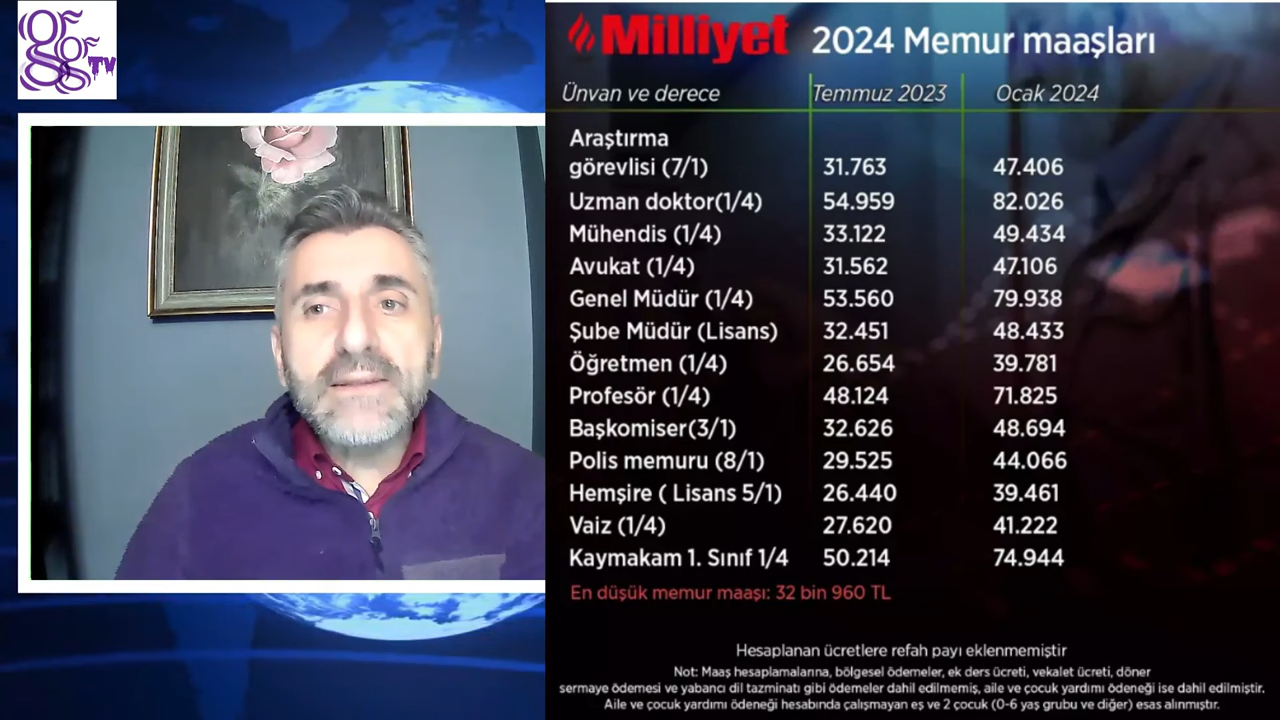 gg TV
Milliyet 2024 Memur maaşları
Ünvan ve derece Temmuz 2023 Ocak 2024
Araştırma
görevlisi (7/1) 31.763 47.406
Uzman doktor(1/4) 54.959 82.026
Mühendis (1/4) 33.122 49.434
Avukat (1/4) 31.562 47.106
Genel Müdür (1/4) 53.560 79.938
Şube Müdür (Lisans) 32.451 48.433
Öğretmen (1/4) 26.654 39.781
Profesör (1/4) 48.124 71.825
Başkomiser(3/1) 32.626 48.694
Polis memuru (8/1) 29.525 44.066
Hemşire ( Lisans 5/1) 26.440 39.461
Vaiz (1/4) 27.620 41.222
Kaymakam 1. Sınıf 1/4 50.214 74.944
En düşük memur maaşı: 32 bin 960 TL
Hesaplanan ücretlere refah payı eklenmemiştir
Not: Maaş hesaplamalarına, bölgesel ödemeler, ek ders ücreti, vekalet ücreti, döner
sermaye ödemesi ve yabancı dil tazminatı gibi ödemeler dahil edilmemiş, aile ve çocuk yardımı ödeneği ise dahil edilmiştir.
Aile ve çocuk yardımı ödeneği hesabında çalışmayan eş ve 2 çocuk (0-6 yaş grubu ve diğer) esas alınmıştır.